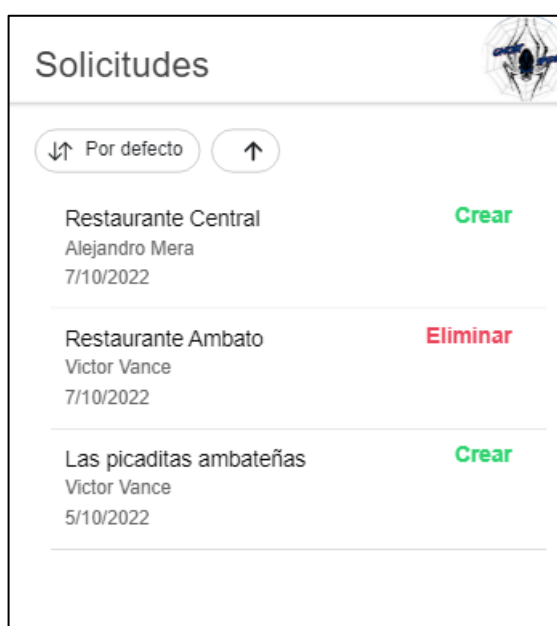 Solicitudes
Por defecto
Restaurante Central
Crear
Alejandro Mera
7/10/2022
Restaurante Ambato
Eliminar
Victor Vance
7/10/2022
Las picaditas ambateñas
Crear
Victor Vance
5/10/2022